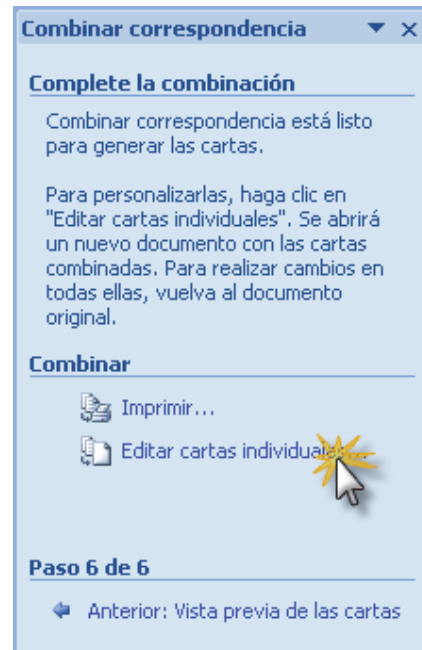 Combinar correspondencia
Complete la combinación
Combinar correspondencia está listo
para generar las cartas.
Para personalizarlas, haga clic en
"Editar cartas individuales". Se abrirá
un nuevo documento con las cartas
combinadas. Para realizar cambios en
todas ellas, vuelva al documento
original.
Combinar
Imprimir...
Editar cartas individuales...
Paso 6 de 6
Anterior: Vista previa de las cartas